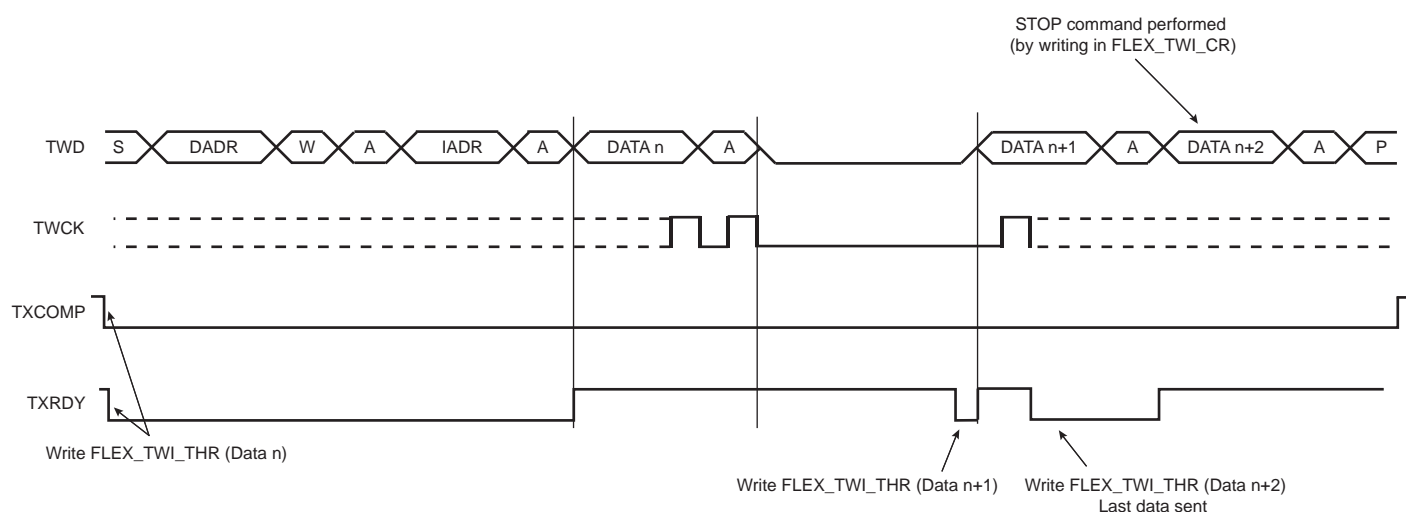 STOP command performed
(by writing in FLEX_TWI_CR)
TWD S DADR W A IADR A DATA n A DATA n+1 A DATA n+2 A P
TWCK
TXCOMP
TXRDY
Write FLEX_TWI_THR (Data n)
Write FLEX_TWI_THR (Data n+1) Write FLEX_TWI_THR (Data n+2)
Last data sent